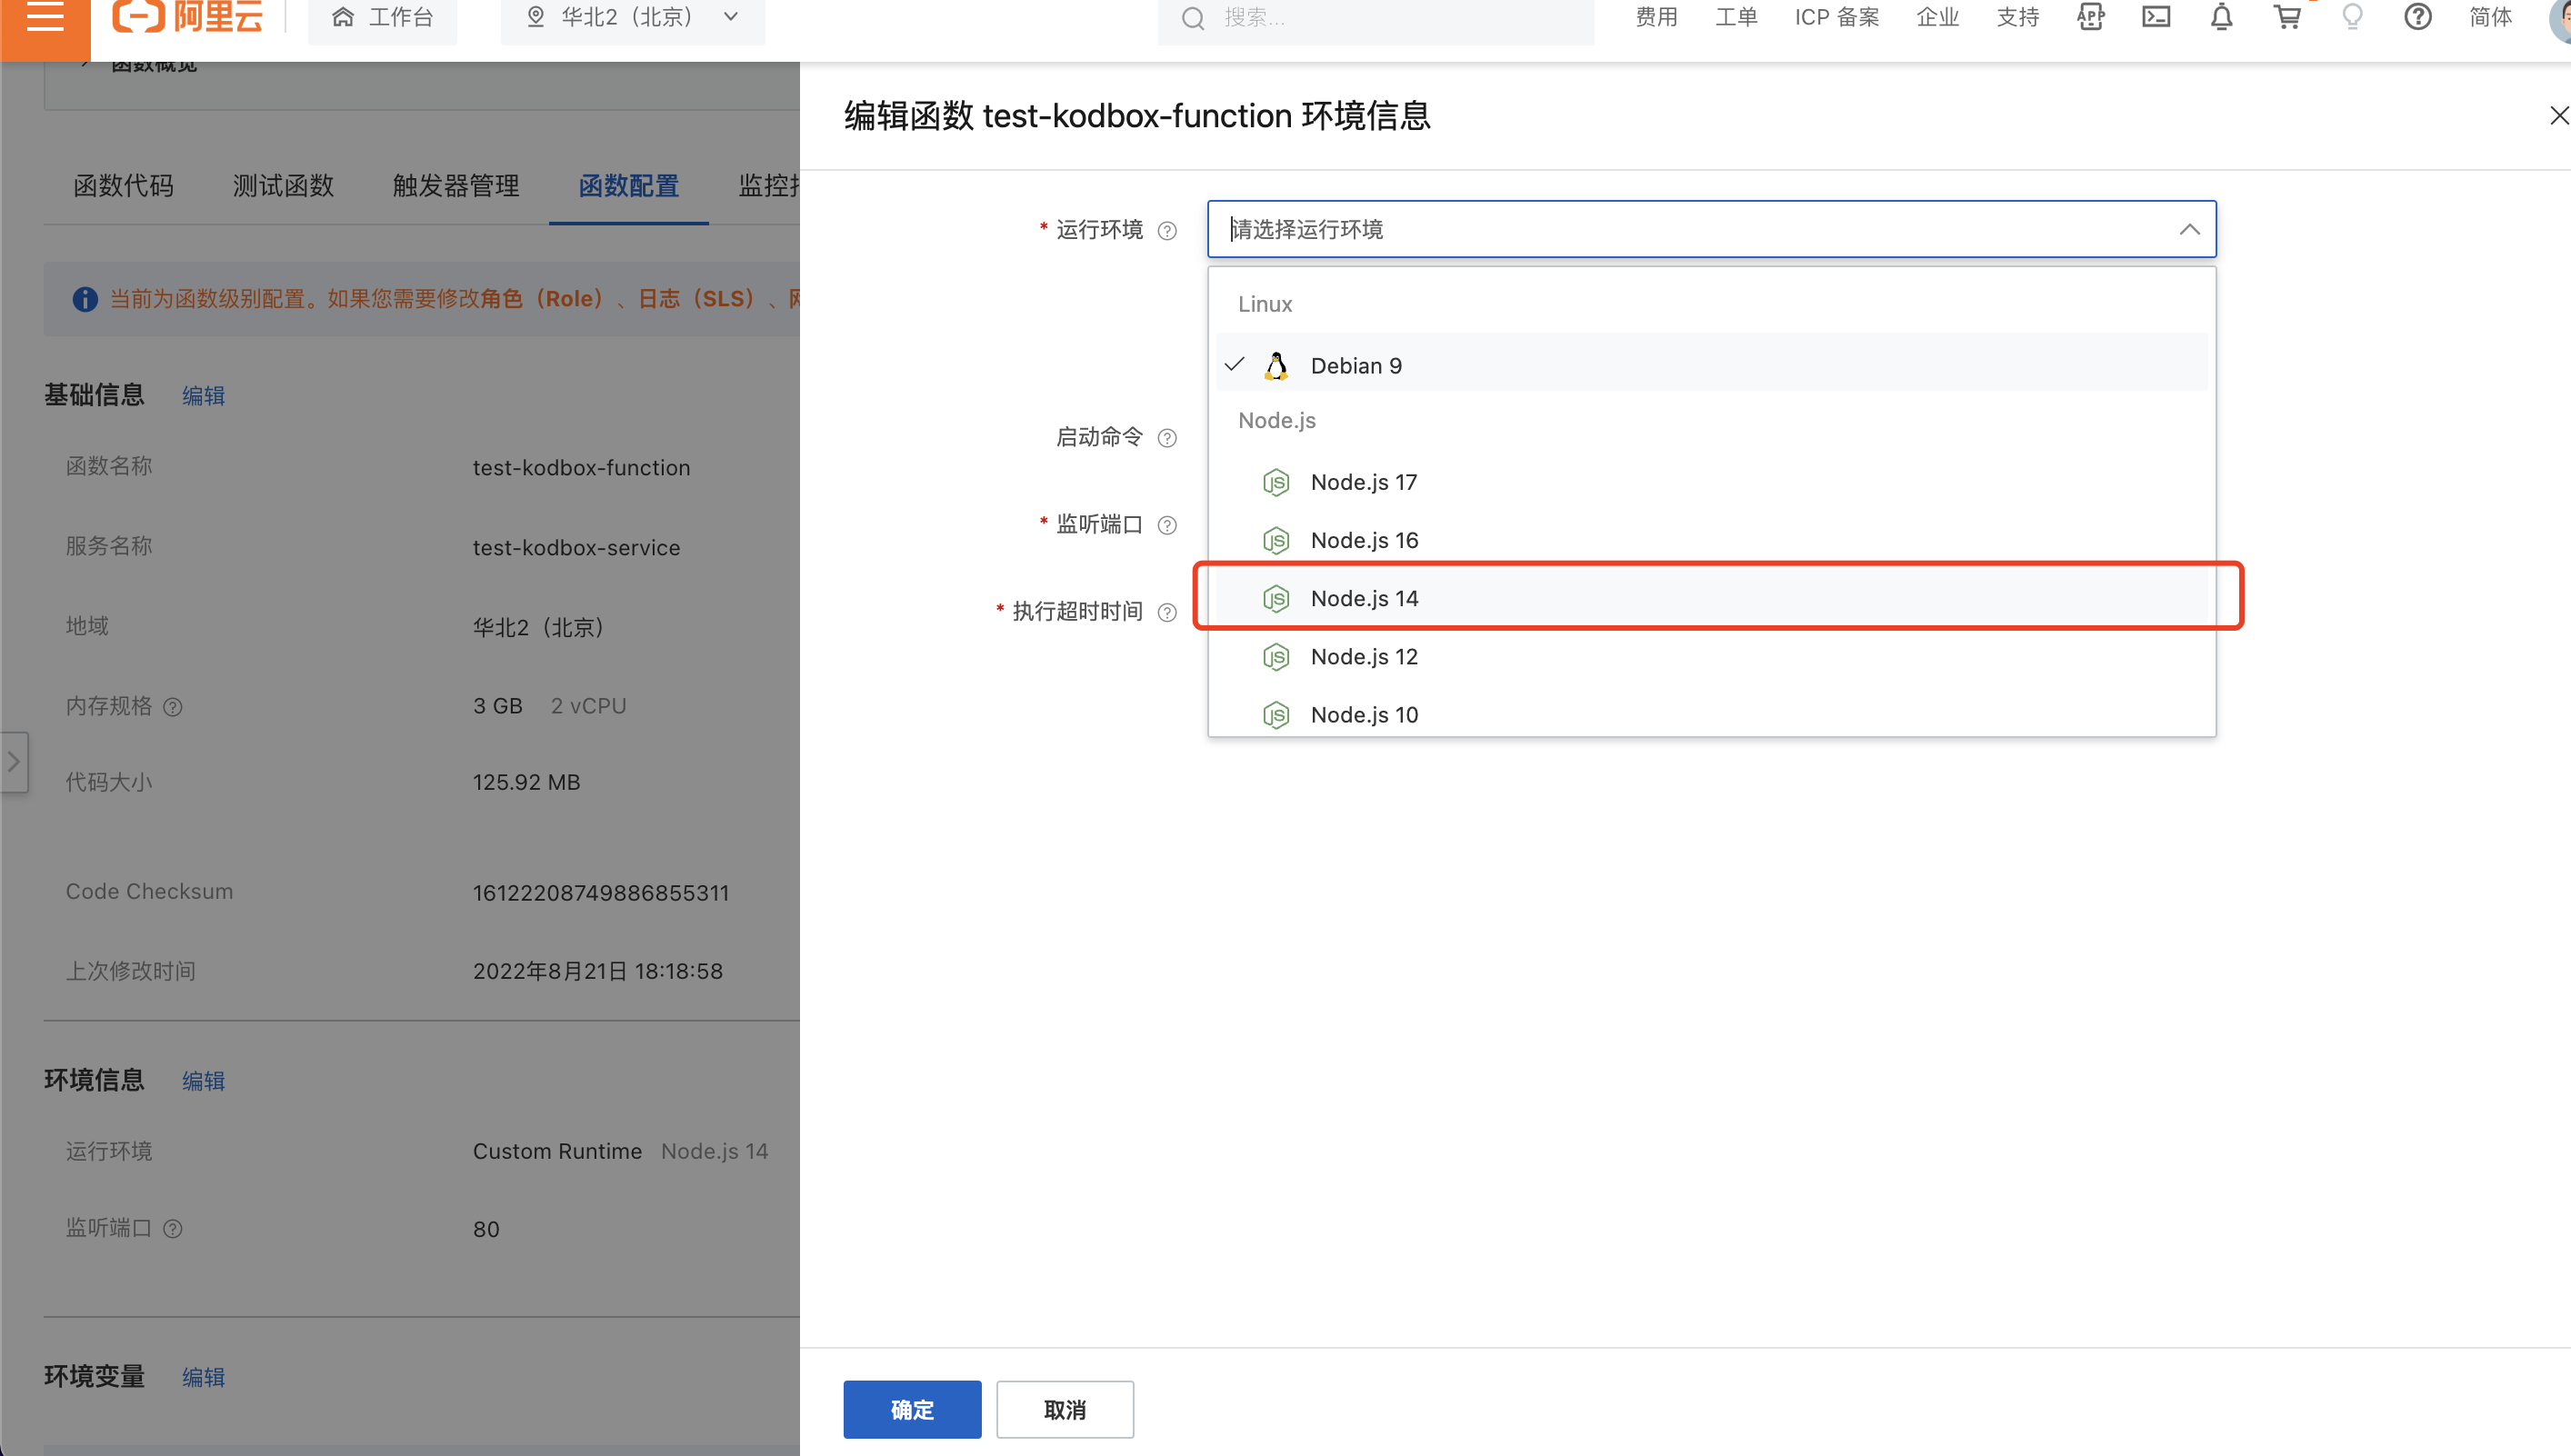 阿里云
工作台
华北2（北京）
搜索...
费用
工单
ICP 备案
企业
支持
APP
简体
函数概览
函数代码
测试函数
触发器管理
函数配置
当前为函数级别配置。如果您需要修改角色（Role）、日志（SLS）、
基础信息 编辑
函数名称 test-kodbox-function
服务名称 test-kodbox-service
地域 华北2（北京）
内存规格 3 GB 2 vCPU
代码大小 125.92 MB
Code Checksum 16122208749886855311
上次修改时间 2022年8月21日 18:18:58
环境信息 编辑
运行环境 Custom Runtime Node.js 14
监听端口 80
环境变量 编辑
编辑函数 test-kodbox-function 环境信息
* 运行环境 请选择运行环境
Linux
Debian 9
Node.js
Node.js 17
Node.js 16
Node.js 14
Node.js 12
Node.js 10
启动命令
* 监听端口
* 执行超时时间
确定
取消